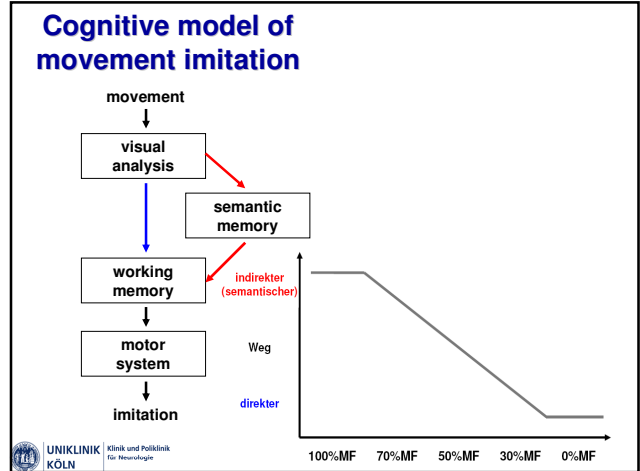 Cognitive model of
movement imitation
movement
visual
analysis
semantic
memory
working
memory
motor
system
imitation
indirekter
(semantischer)
Weg
direkter
100%MF 70%MF 50%MF 30%MF 0%MF
UNIKLINIK
KÖLN
Klinik und Poliklinik
für Neurologie